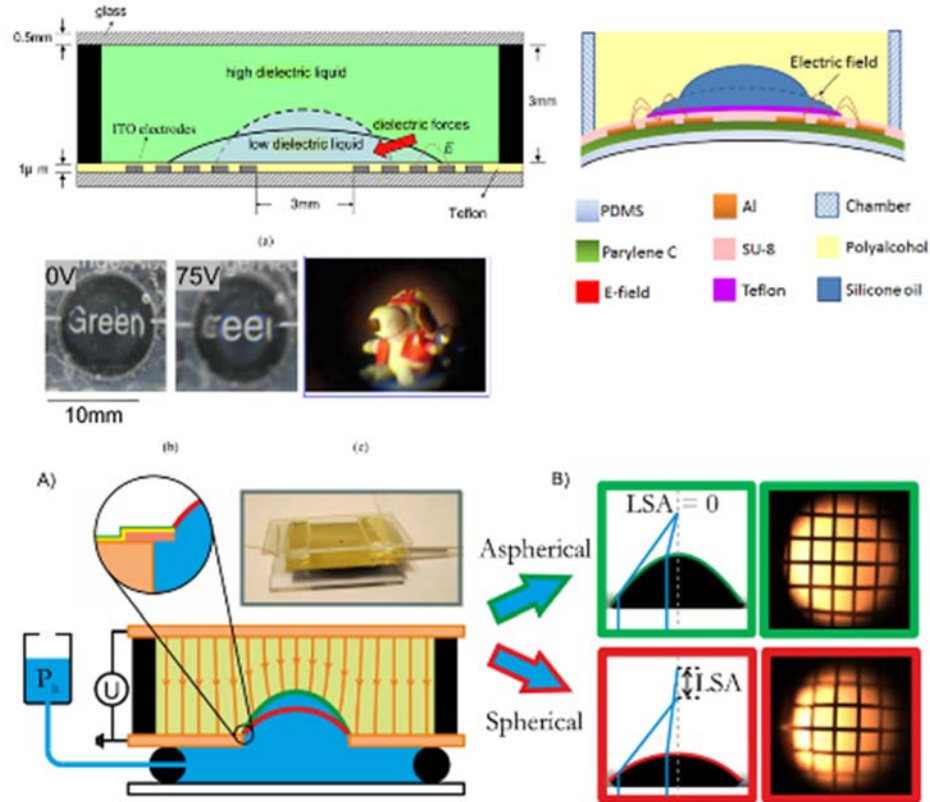 glass
0.5mm
high dielectric liquid
3mm
ITO electrodes
dielectric forces
low dielectric liquid
E
1μ m
3mm
Teflon
(a)
Electric field
PDMS
Al
Chamber
Parylene C
SU-8
Polyalcohol
E-field
Teflon
Silicone oil
0V
75V
Green
eel
10mm
(b)
(c)
A)
B)
LSA = 0
Aspherical
Pₕ
U
LSA
Spherical